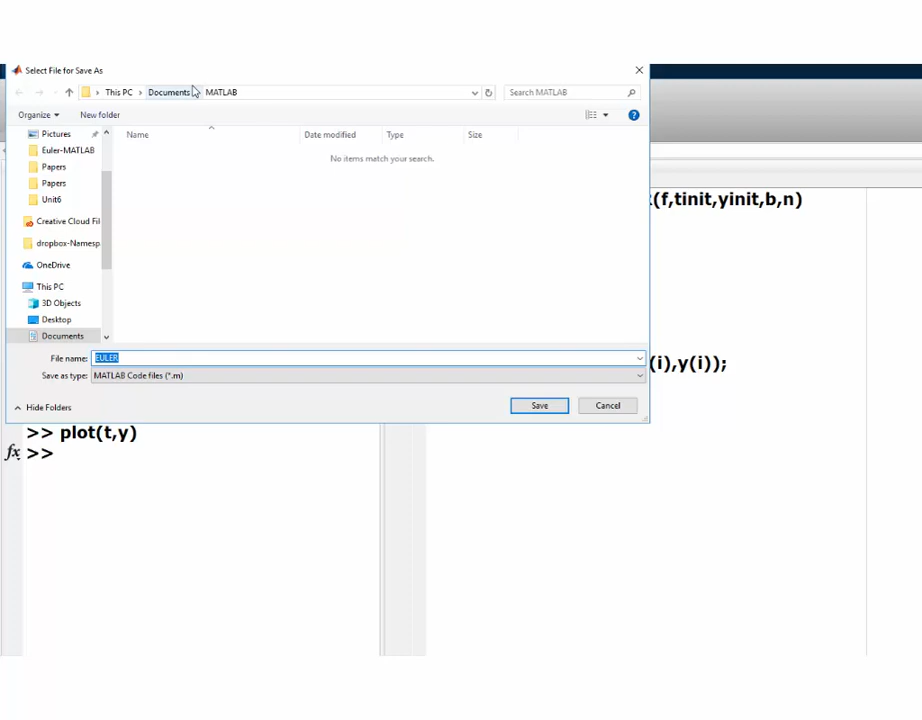 Select File for Save As
This PC > Documents MATLAB
Search MATLAB
Organize New folder
Name Date modified Type Size
No items match your search.
Pictures
Euler-MATLAB
Papers
Papers
Unit6
Creative Cloud Fil
dropbox-Namesp
OneDrive
This PC
3D Objects
Desktop
Documents
File name: EULER
Save as type: MATLAB Code files (*.m)
Hide Folders
Save Cancel
(f,tinit,yinit,b,n)
(i),y(i));
>> plot(t,y)
fx >>